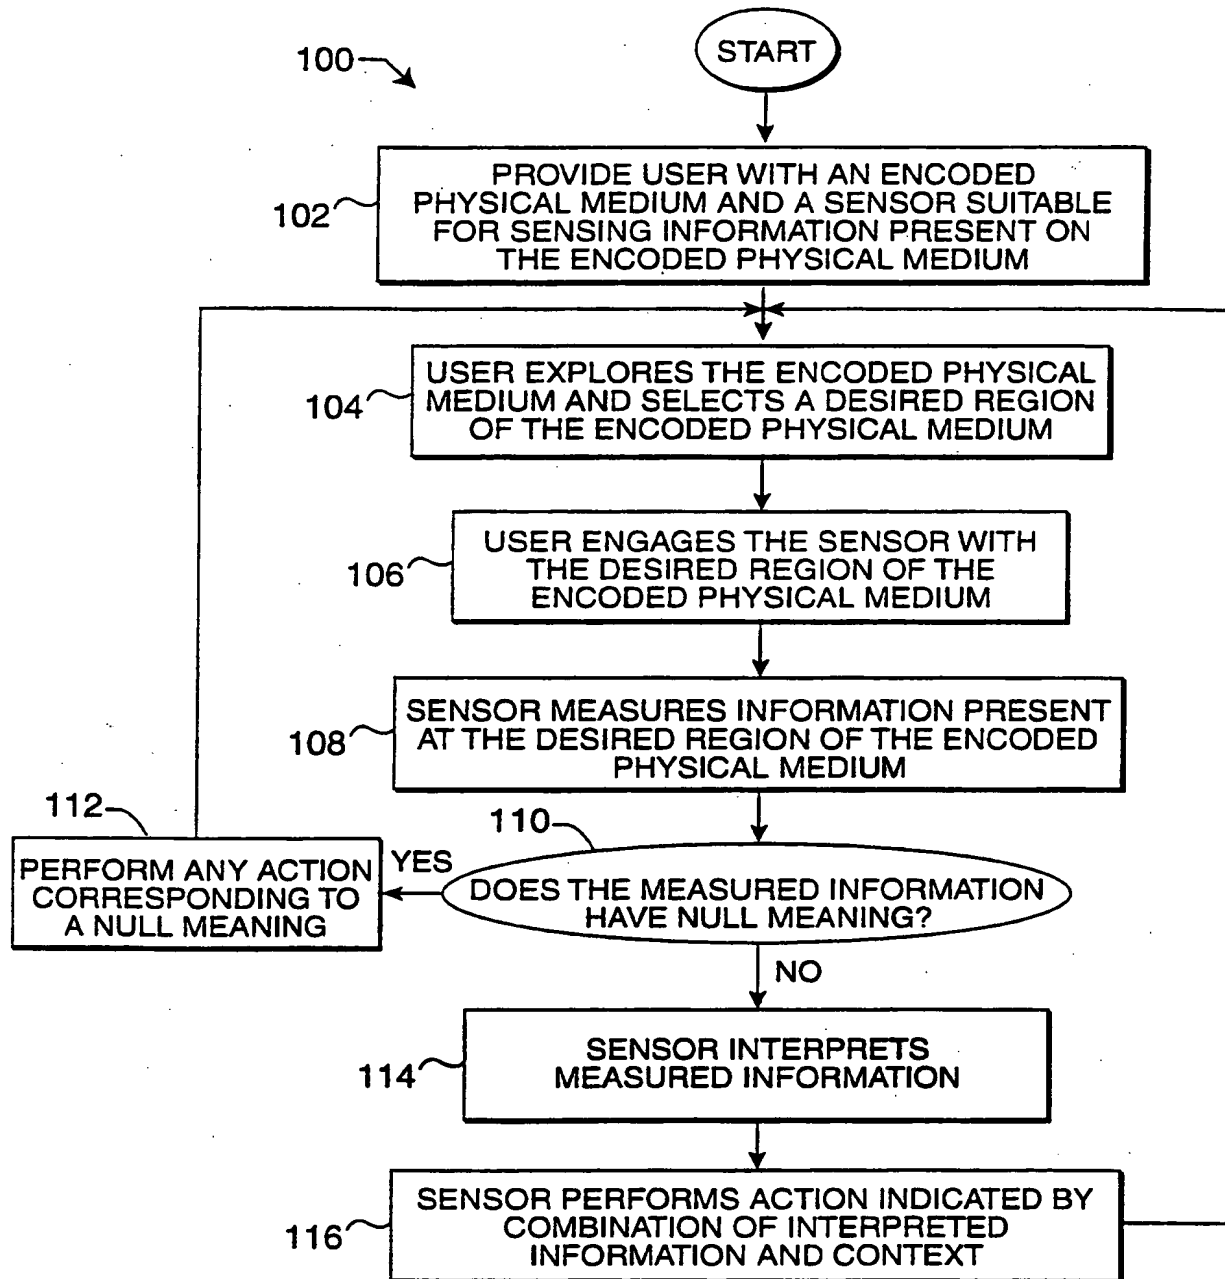 100
START
102
PROVIDE USER WITH AN ENCODED
PHYSICAL MEDIUM AND A SENSOR SUITABLE
FOR SENSING INFORMATION PRESENT ON
THE ENCODED PHYSICAL MEDIUM
104
USER EXPLORES THE ENCODED PHYSICAL
MEDIUM AND SELECTS A DESIRED REGION
OF THE ENCODED PHYSICAL MEDIUM
106
USER ENGAGES THE SENSOR WITH
THE DESIRED REGION OF THE
ENCODED PHYSICAL MEDIUM
108
SENSOR MEASURES INFORMATION PRESENT
AT THE DESIRED REGION OF THE ENCODED
PHYSICAL MEDIUM
110
DOES THE MEASURED INFORMATION
HAVE NULL MEANING?
YES
112
PERFORM ANY ACTION
CORRESPONDING TO
A NULL MEANING
NO
114
SENSOR INTERPRETS
MEASURED INFORMATION
116
SENSOR PERFORMS ACTION INDICATED BY
COMBINATION OF INTERPRETED
INFORMATION AND CONTEXT